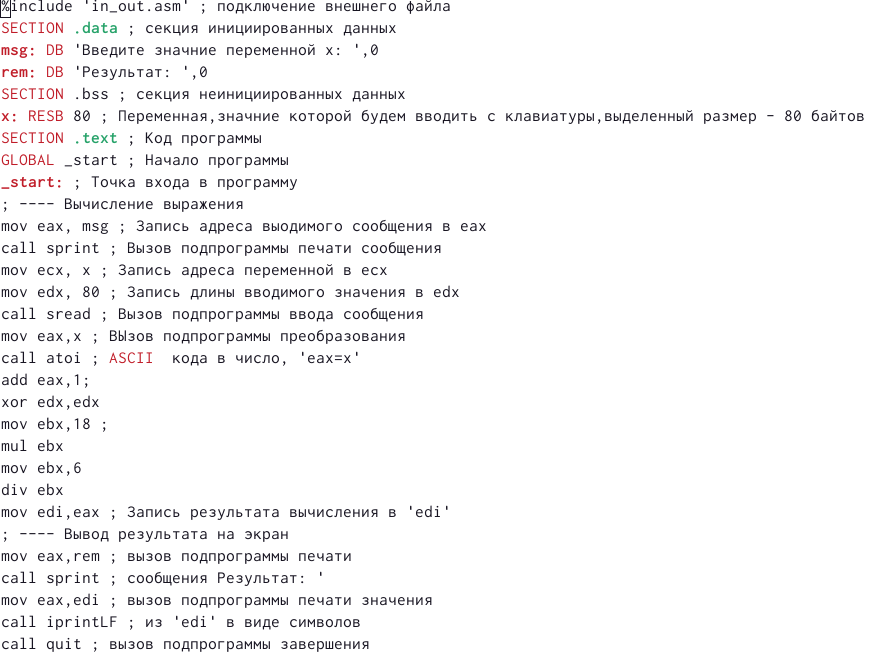 %include 'in_out.asm' ; подключение внешнего файла
SECTION .data ; секция инициированных данных
msg: DB 'Введите значние переменной x: ',0
rem: DB 'Результат: ',0
SECTION .bss ; секция неинициированных данных
x: RESB 80 ; Переменная,значние которой будем вводить с клавиатуры,выделенный размер - 80 байтов
SECTION .text ; Код программы
GLOBAL _start ; Начало программы
_start: ; Точка входа в программу
; ---- Вычисление выражения
mov eax, msg ; Запись адреса выодимого сообщения в eax
call sprint ; Вызов подпрограммы печати сообщения
mov ecx, x ; Запись адреса переменной в ecx
mov edx, 80 ; Запись длины вводимого значения в edx
call sread ; Вызов подпрограммы ввода сообщения
mov eax,x ; ВЫзов подпрограммы преобразования
call atoi ; ASCII  кода в число, 'eax=x'
add eax,1;
xor edx,edx
mov ebx,18 ;
mul ebx
mov ebx,6
div ebx
mov edi,eax ; Запись результата вычисления в 'edi'
; ---- Вывод результата на экран
mov eax,rem ; вызов подпрограммы печати
call sprint ; сообщения Результат: '
mov eax,edi ; вызов подпрограммы печати значения
call iprintLF ; из 'edi' в виде символов
call quit ; вызов подпрограммы завершения